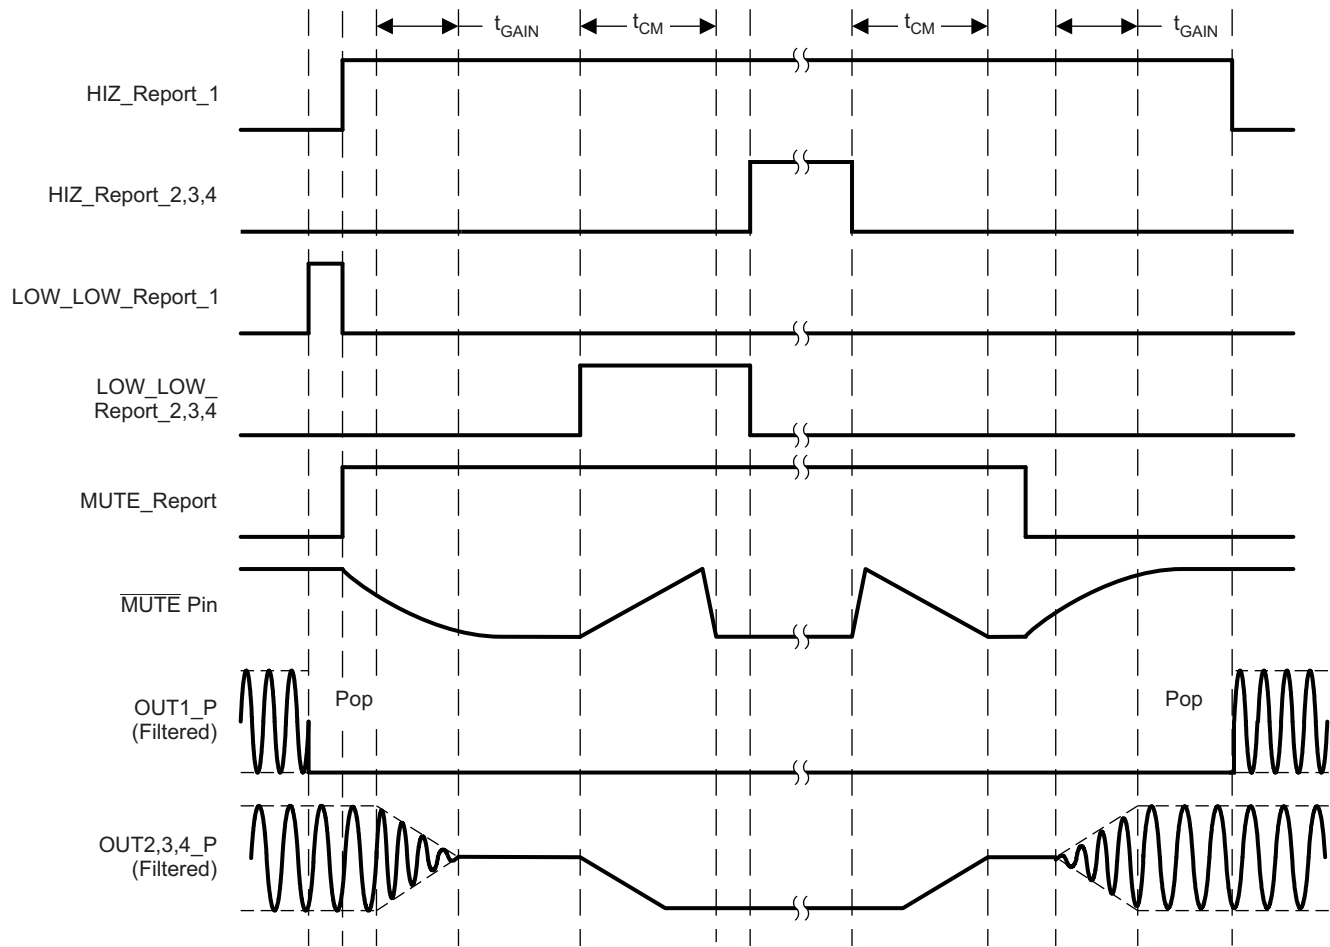 tGAIN
tCM
tCM
tGAIN
HIZ_Report_1
HIZ_Report_2,3,4
LOW_LOW_Report_1
LOW_LOW_
Report_2,3,4
MUTE_Report
MUTE Pin
OUT1_P
(Filtered)
Pop
Pop
OUT2,3,4_P
(Filtered)